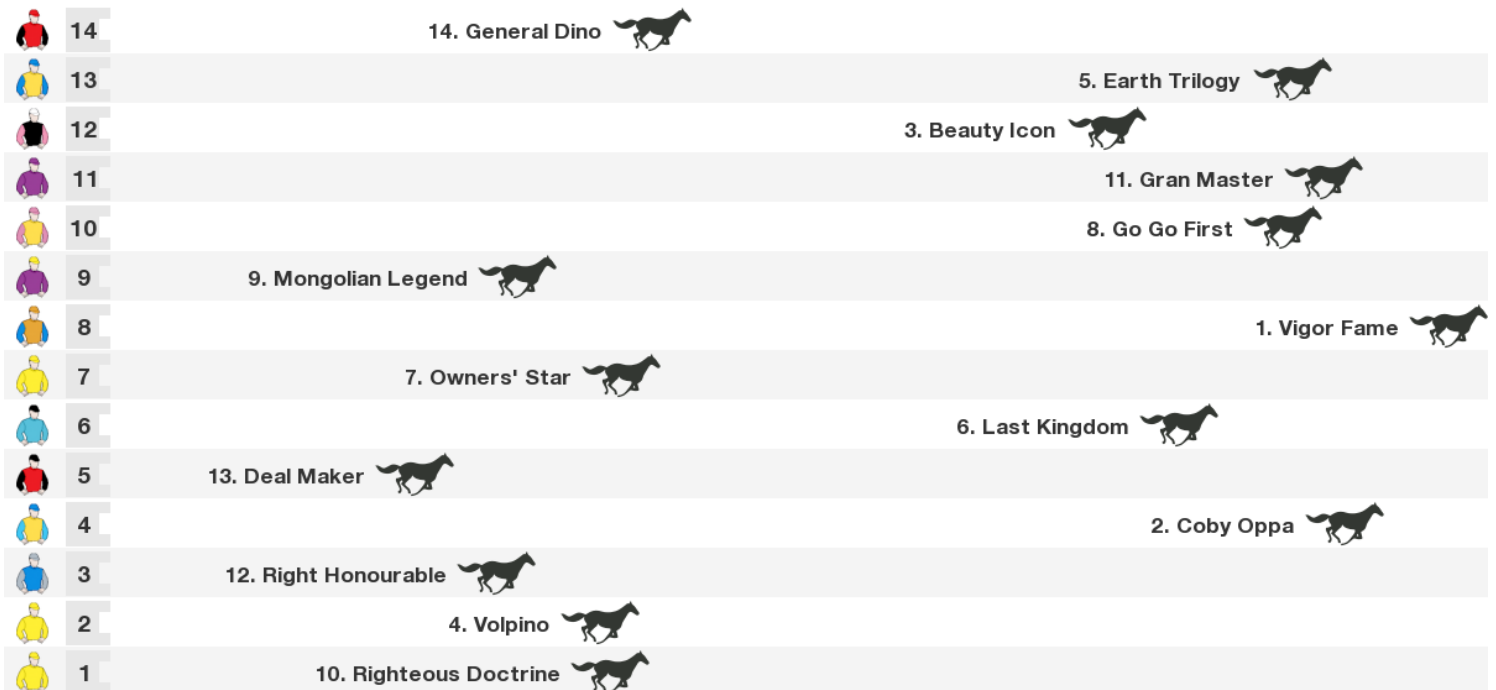 14 14. General Dino
13 5. Earth Trilogy
12 3. Beauty Icon
11 11. Gran Master
10 8. Go Go First
9 9. Mongolian Legend
8 1. Vigor Fame
7 7. Owners' Star
6 6. Last Kingdom
5 13. Deal Maker
4 2. Coby Oppa
3 12. Right Honourable
2 4. Volpino
1 10. Righteous Doctrine